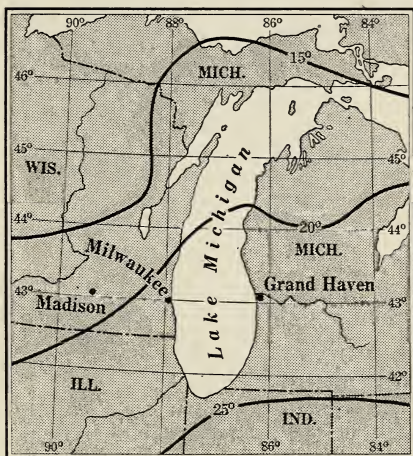 90° 88° 86° 84°
15°
MICH.
46° 46°
WIS.
45° 45°
Lake Michigan
44° 20° 44°
MICH.
Milwaukee
Grand Haven
43° 43°
Madison
42°
ILL.
25°
IND.
90° 88° 86° 84°